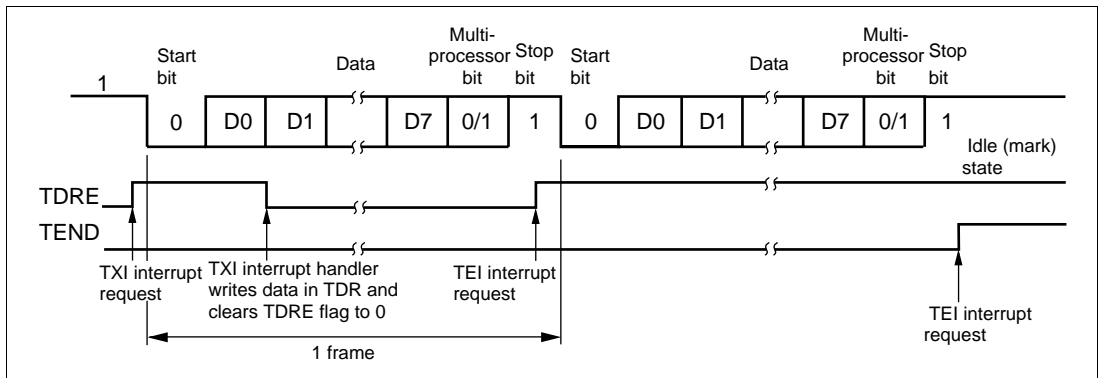 Multi-
processor
bit
Multi-
processor
bit
Start
bit
Data
Stop
bit
Start
bit
Data
Stop
bit
1
0
D0
D1
D7
0/1
1
0
D0
D1
D7
0/1
1
Idle (mark)
state
TDRE
TEND
TXI interrupt
request
TXI interrupt handler
writes data in TDR and
clears TDRE flag to 0
TEI interrupt
request
TEI interrupt
request
1 frame